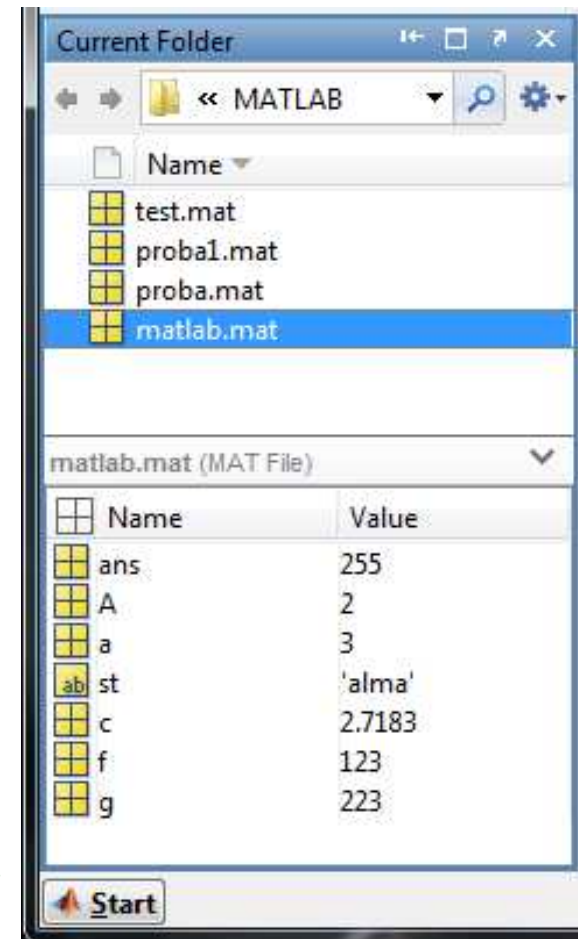 Current Folder
« MATLAB
Name
test.mat
proba1.mat
proba.mat
matlab.mat
matlab.mat (MAT File)
Name Value
ans 255
A 2
a 3
ab st 'alma'
c 2.7183
f 123
g 223
Start